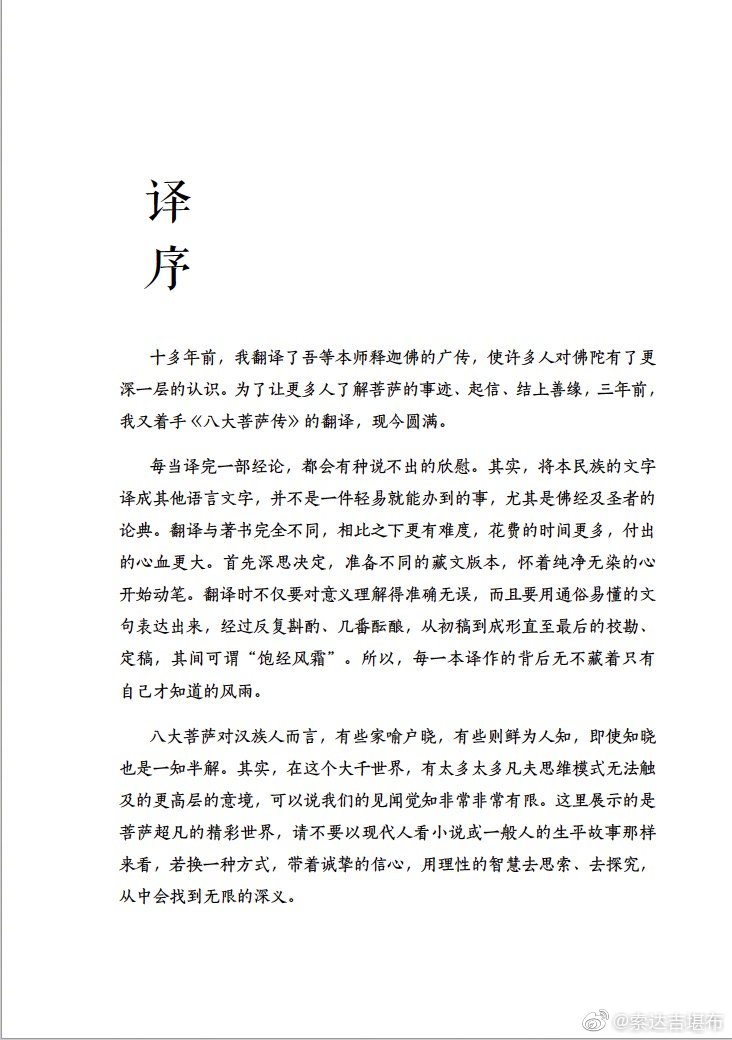 译
序
十多年前，我翻译了吾等本师释迦佛的广传，使许多人对佛陀有了更
深一层的认识。为了让更多人了解菩萨的事迹、起信、结上善缘，三年前，
我又着手《八大菩萨传》的翻译，现今圆满。
每当译完一部经论，都会有种说不出的欣慰。其实，将本民族的文字
译成其他语言文字，并不是一件轻易就能办到的事，尤其是佛经及圣者的
论典。翻译与著书完全不同，相比之下更有难度，花费的时间更多，付出
的心血更大。首先深思决定，准备不同的藏文版本，怀着纯净无染的心
开始动笔。翻译时不仅要对意义理解得准确无误，而且要用通俗易懂的文
句表达出来，经过反复斟酌、几番酝酿，从初稿到成形直至最后的校勘、
定稿，其间可谓“饱经风霜”。所以，每一本译作的背后无不藏着只有
自己才知道的风雨。
八大菩萨对汉族人而言，有些家喻户晓，有些则鲜为人知，即使知晓
也是一知半解。其实，在这个大千世界，有太多太多凡夫思维模式无法触
及的更高层的意境，可以说我们的见闻觉知非常非常有限。这里展示的是
菩萨超凡的精彩世界，请不要以现代人看小说或一般人的生平故事那样
来看，若换一种方式，带着诚挚的信心，用理性的智慧去思索、去探究，
从中会找到无限的深义。
@索达吉堪布